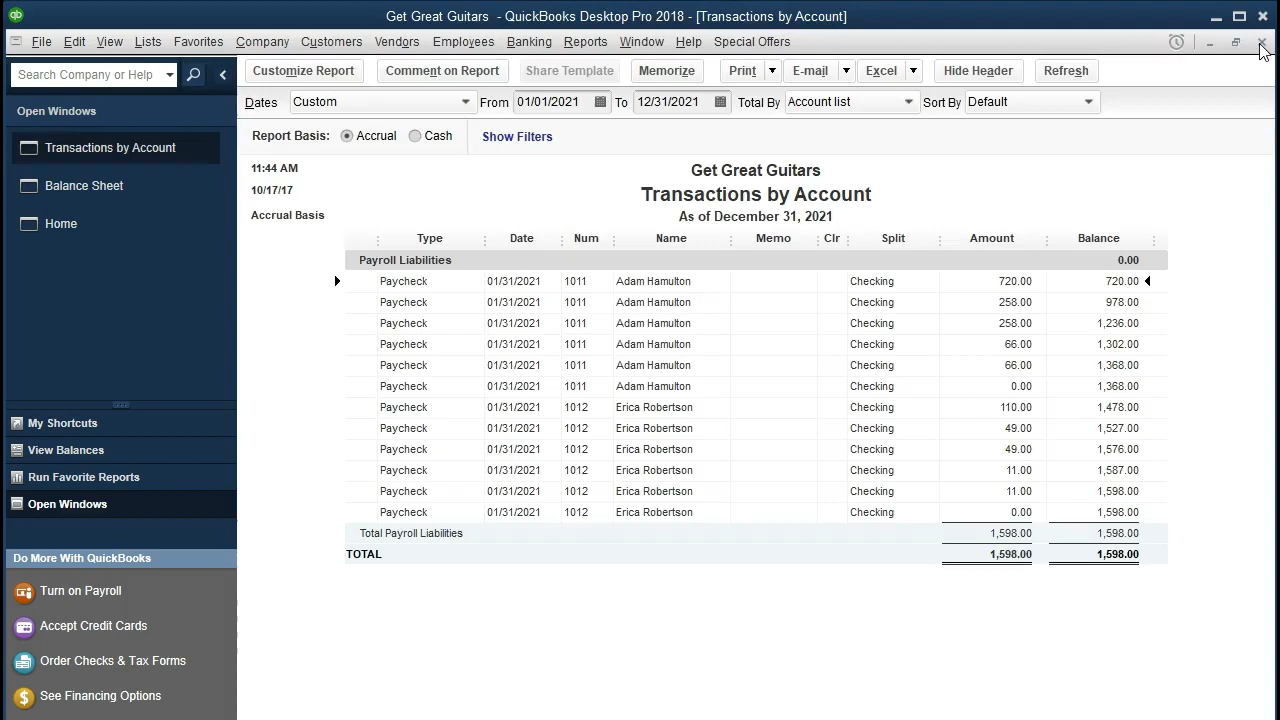 Get Great Guitars - QuickBooks Desktop Pro 2018 - [Transactions by Account]
File Edit View Lists Favorites Company Customers Vendors Employees Banking Reports Window Help Special Offers
Search Company or Help
Customize Report Comment on Report Share Template Memorize Print E-mail Excel Hide Header Refresh
Dates Custom From 01/01/2021 To 12/31/2021 Total By Account list Sort By Default
Report Basis: Accrual Cash Show Filters
Open Windows
Transactions by Account
Balance Sheet
Home
My Shortcuts
View Balances
Run Favorite Reports
Open Windows
Do More With QuickBooks
Turn on Payroll
Accept Credit Cards
Order Checks & Tax Forms
$ See Financing Options
11:44 AM
10/17/17
Accrual Basis
Get Great Guitars
Transactions by Account
As of December 31, 2021
Type Date Num Name Memo Clr Split Amount Balance
Payroll Liabilities 0.00
Paycheck 01/31/2021 1011 Adam Hamulton Checking 720.00 720.00
Paycheck 01/31/2021 1011 Adam Hamulton Checking 258.00 978.00
Paycheck 01/31/2021 1011 Adam Hamulton Checking 258.00 1,236.00
Paycheck 01/31/2021 1011 Adam Hamulton Checking 66.00 1,302.00
Paycheck 01/31/2021 1011 Adam Hamulton Checking 66.00 1,368.00
Paycheck 01/31/2021 1011 Adam Hamulton Checking 0.00 1,368.00
Paycheck 01/31/2021 1012 Erica Robertson Checking 110.00 1,478.00
Paycheck 01/31/2021 1012 Erica Robertson Checking 49.00 1,527.00
Paycheck 01/31/2021 1012 Erica Robertson Checking 49.00 1,576.00
Paycheck 01/31/2021 1012 Erica Robertson Checking 11.00 1,587.00
Paycheck 01/31/2021 1012 Erica Robertson Checking 11.00 1,598.00
Paycheck 01/31/2021 1012 Erica Robertson Checking 0.00 1,598.00
Total Payroll Liabilities 1,598.00 1,598.00
TOTAL 1,598.00 1,598.00